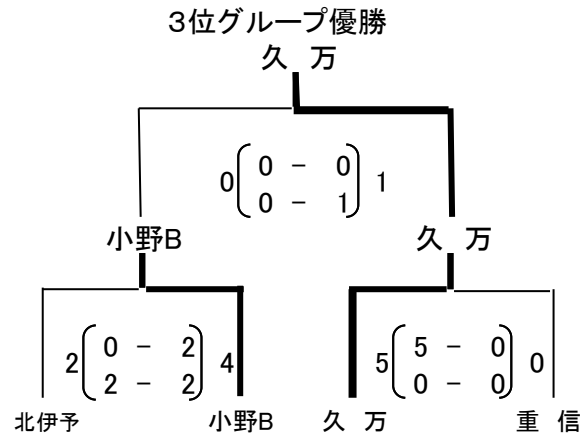 ３位グループ優勝
久　万
0 ( 0 － 0 ) 1
0 － 1
小野B　久　万
2 ( 0 － 2 ) 4　5 ( 5 － 0 ) 0
2 － 2　0 － 0
北伊予　小野B　久　万　重　信